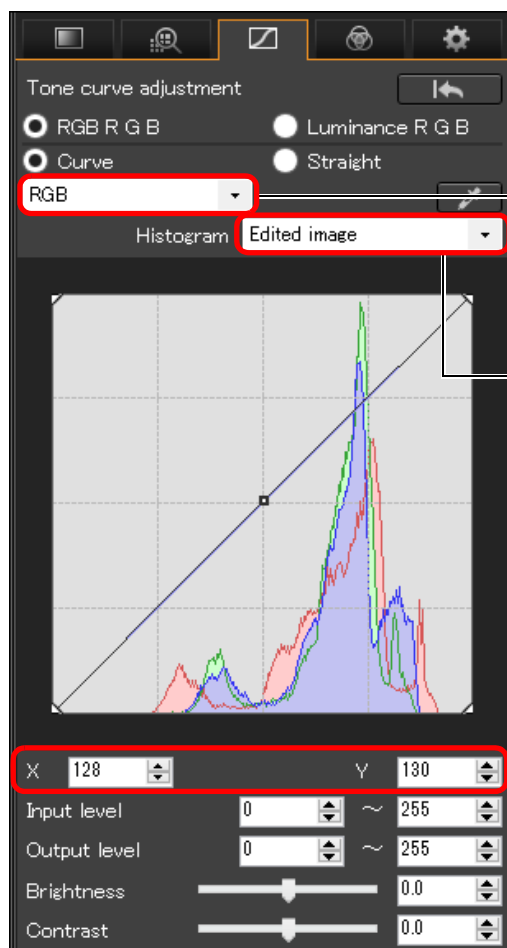 Tone curve adjustment
RGB R G B Luminance R G B
Curve Straight
RGB
Histogram Edited image
X 128 Y 130
Input level 0 ~ 255
Output level 0 ~ 255
Brightness 0.0
Contrast 0.0